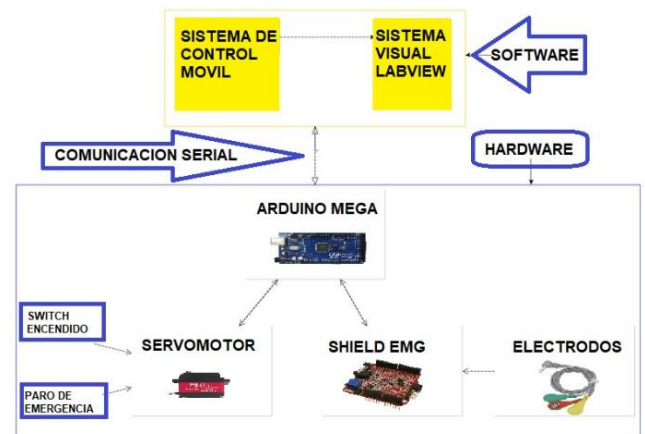 SISTEMA DE
CONTROL
MOVIL
SISTEMA
VISUAL
LABVIEW
SOFTWARE
COMUNICACION SERIAL
HARDWARE
ARDUINO MEGA
SWITCH
ENCENDIDO
SERVOMOTOR
SHIELD EMG
ELECTRODOS
PARO DE
EMERGENCIA